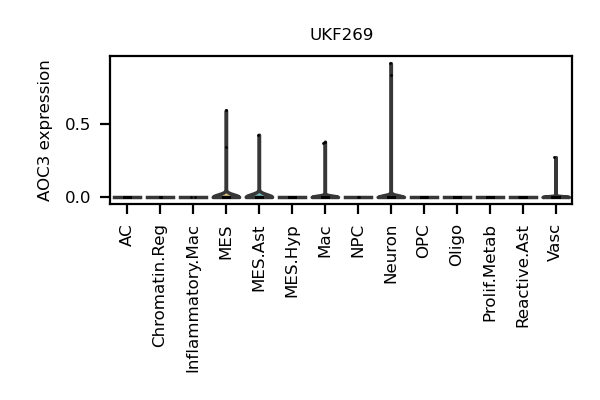 UKF269
AOC3 expression
0.5
0.0
AC
Chromatin.Reg
Inflammatory.Mac
MES
MES.Ast
MES.Hyp
Mac
NPC
Neuron
OPC
Oligo
Prolif.Metab
Reactive.Ast
Vasc